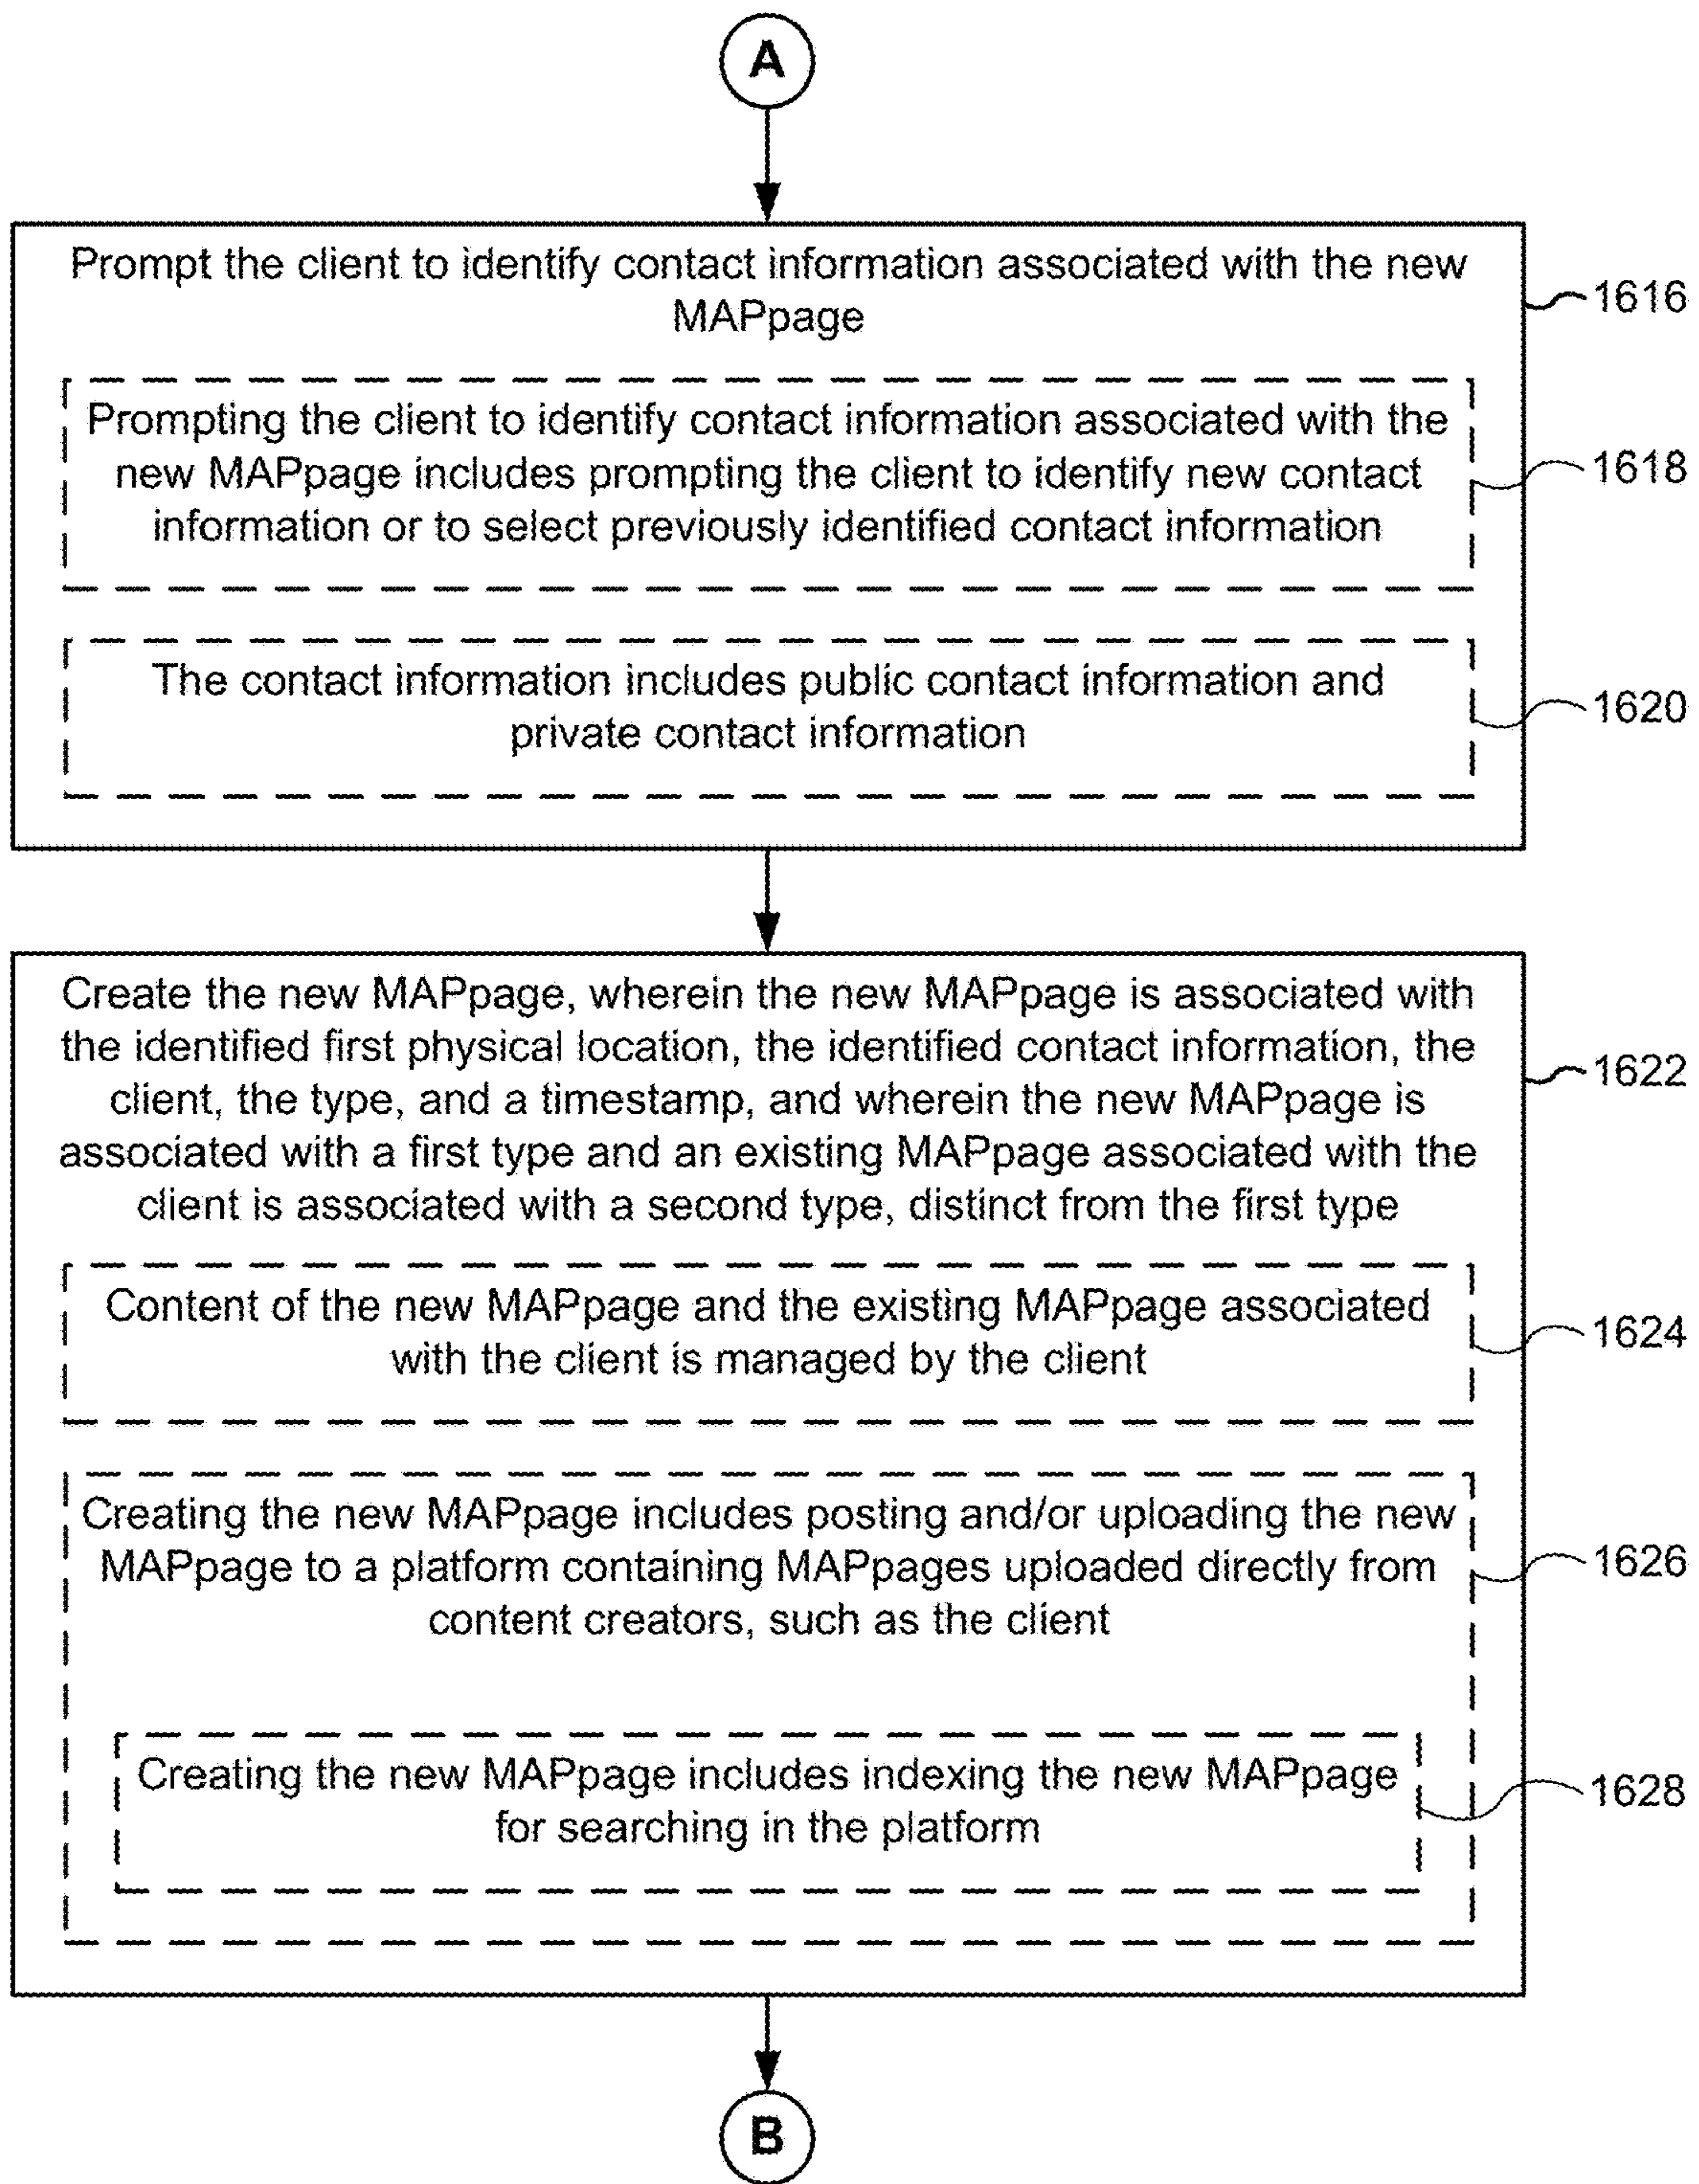 A
Prompt the client to identify contact information associated with the new
MAPpage
1616
Prompting the client to identify contact information associated with the
new MAPpage includes prompting the client to identify new contact
information or to select previously identified contact information
1618
The contact information includes public contact information and
private contact information
1620
Create the new MAPpage, wherein the new MAPpage is associated with
the identified first physical location, the identified contact information, the
client, the type, and a timestamp, and wherein the new MAPpage is
associated with a first type and an existing MAPpage associated with the
client is associated with a second type, distinct from the first type
1622
Content of the new MAPpage and the existing MAPpage associated
with the client is managed by the client
1624
Creating the new MAPpage includes posting and/or uploading the new
MAPpage to a platform containing MAPpages uploaded directly from
content creators, such as the client
1626
Creating the new MAPpage includes indexing the new MAPpage
for searching in the platform
1628
B